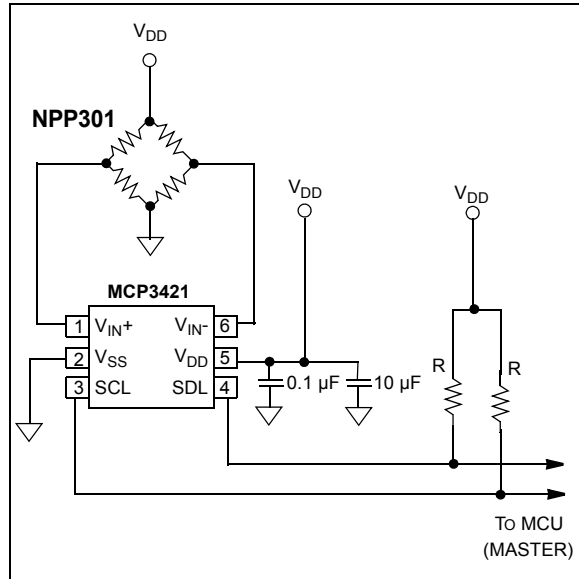 VDD
NPP301
VDD
VDD
MCP3421
1 VIN+ VIN- 6
2 VSS VDD 5
3 SCL SDL 4
0.1 µF 10 µF
R R
TO MCU
(MASTER)